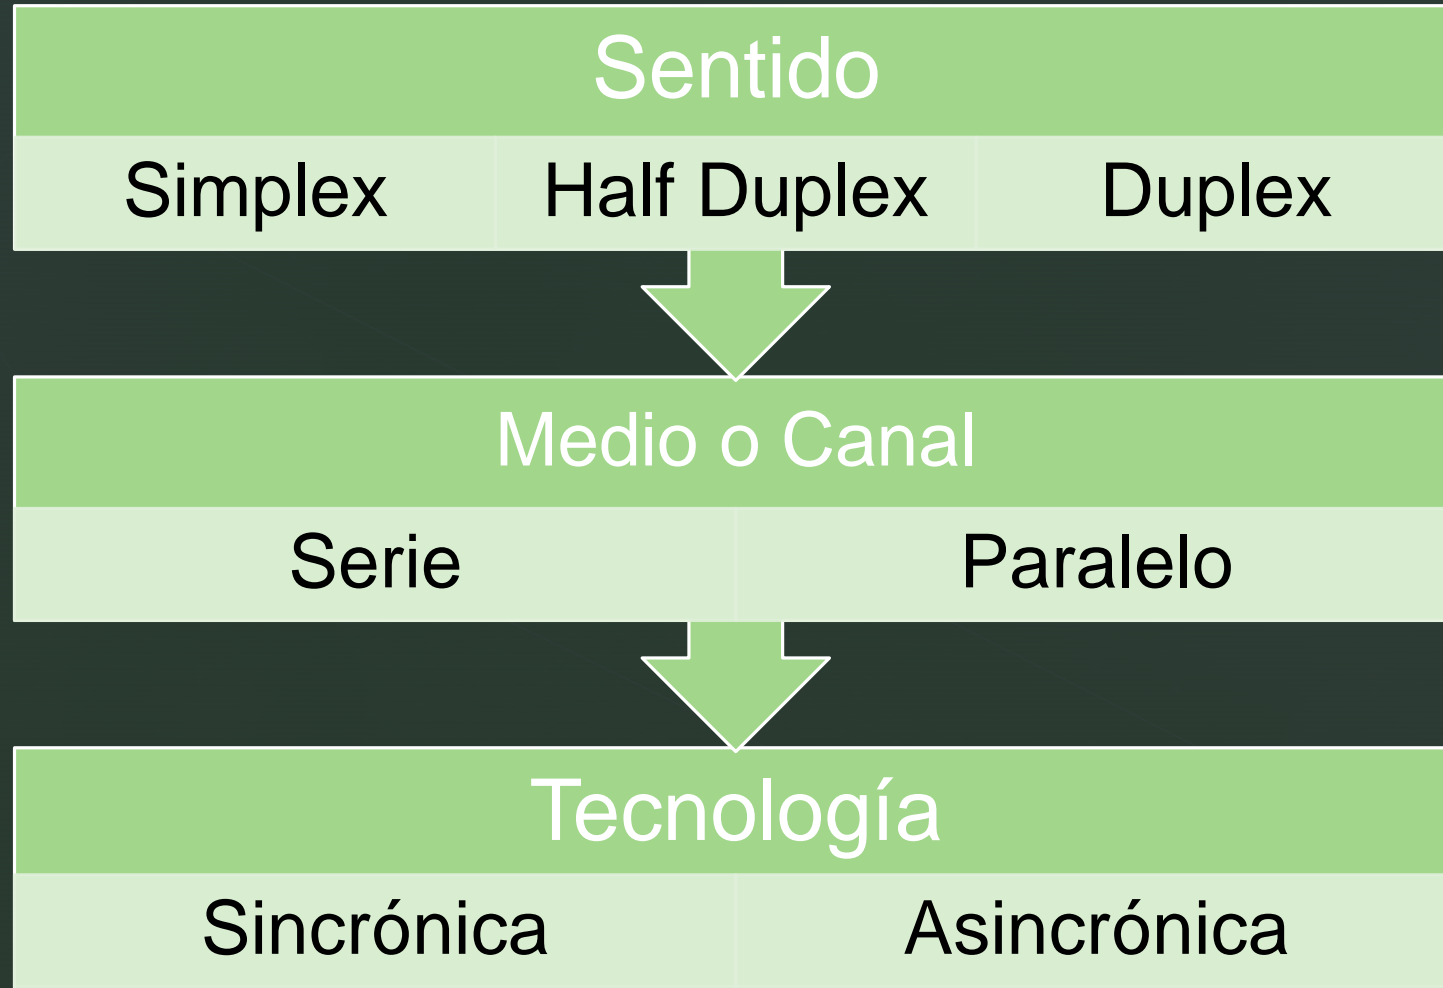 Sentido
Simplex Half Duplex Duplex
Medio o Canal
Serie Paralelo
Tecnología
Sincrónica Asincrónica